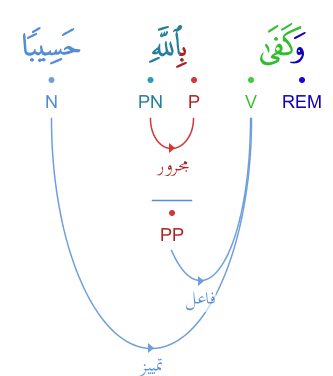 وَكَفَىٰ بِٱللَّهِ حَسِيبًا
REM V P PN N
مجرور
PP
فاعل
تمييز